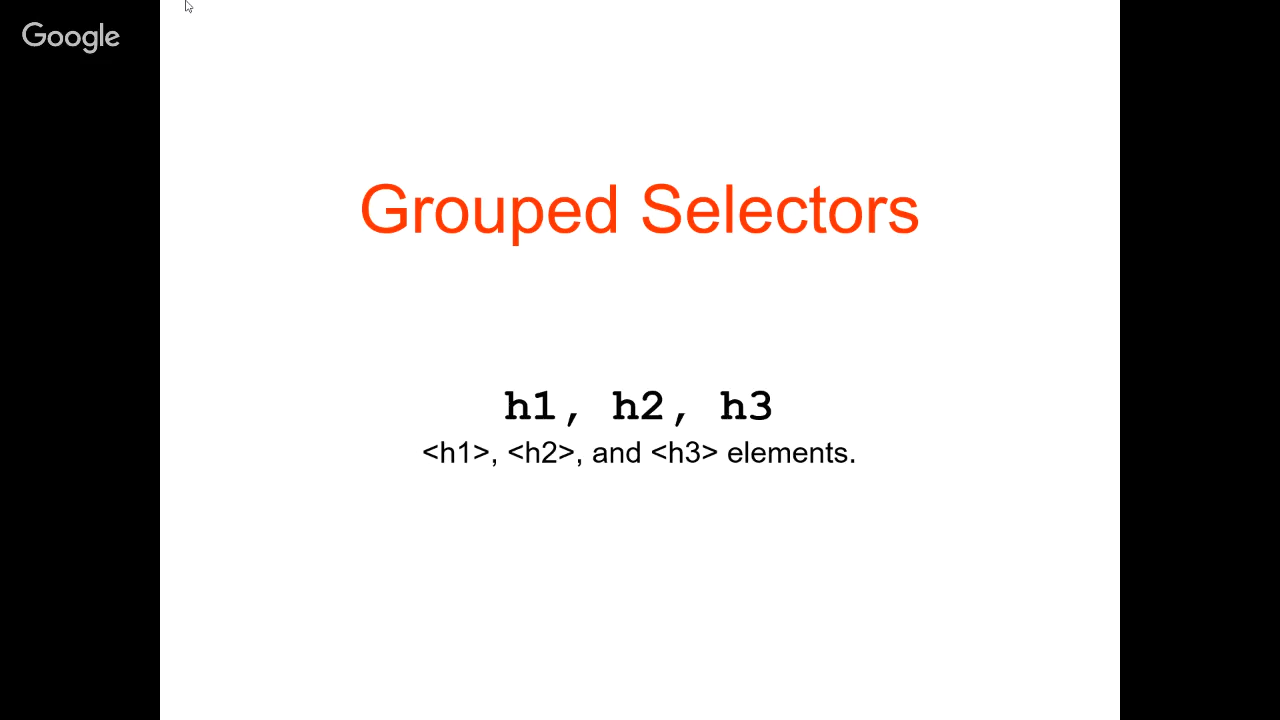 Google
Grouped Selectors
h1, h2, h3
<h1>, <h2>, and <h3> elements.